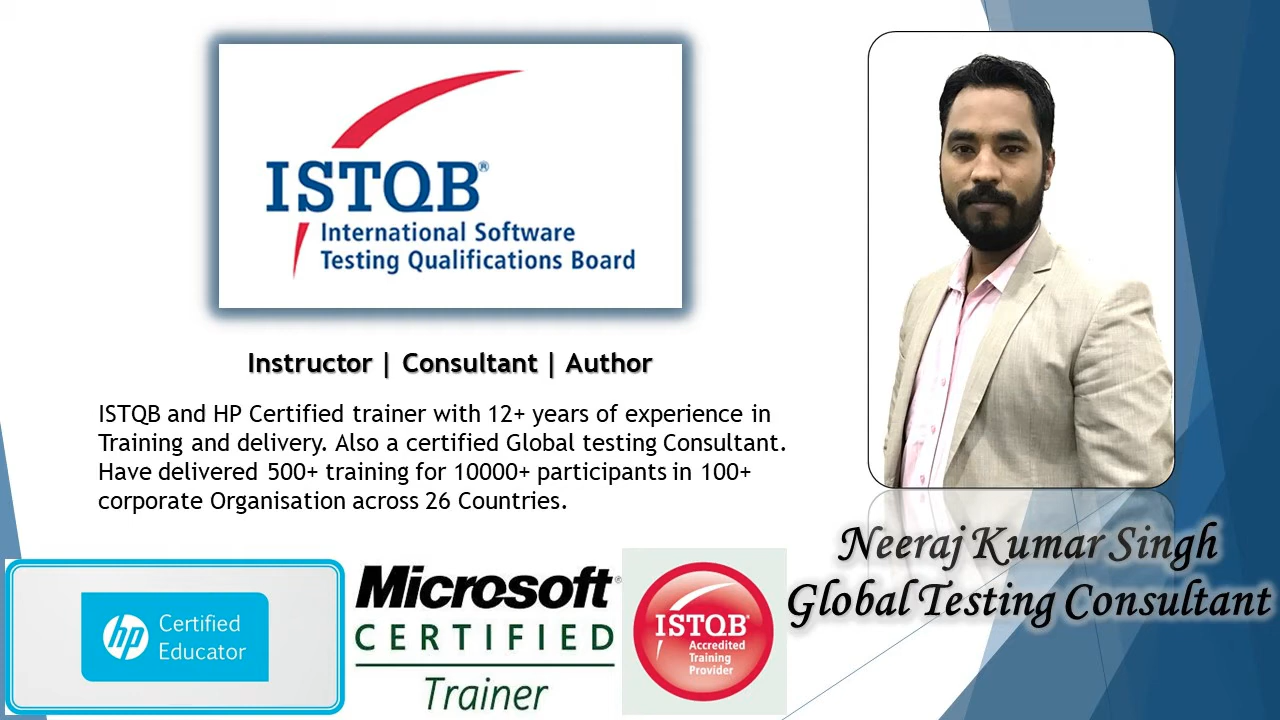 ISTQB®
International Software
Testing Qualifications Board
Instructor | Consultant | Author
ISTQB and HP Certified trainer with 12+ years of experience in
Training and delivery. Also a certified Global testing Consultant.
Have delivered 500+ training for 10000+ participants in 100+
corporate Organisation across 26 Countries.
Neeraj Kumar Singh
Global Testing Consultant
hp
Certified
Educator
Microsoft®
CERTIFIED
Trainer
ISTQB®
Accredited
Training
Provider